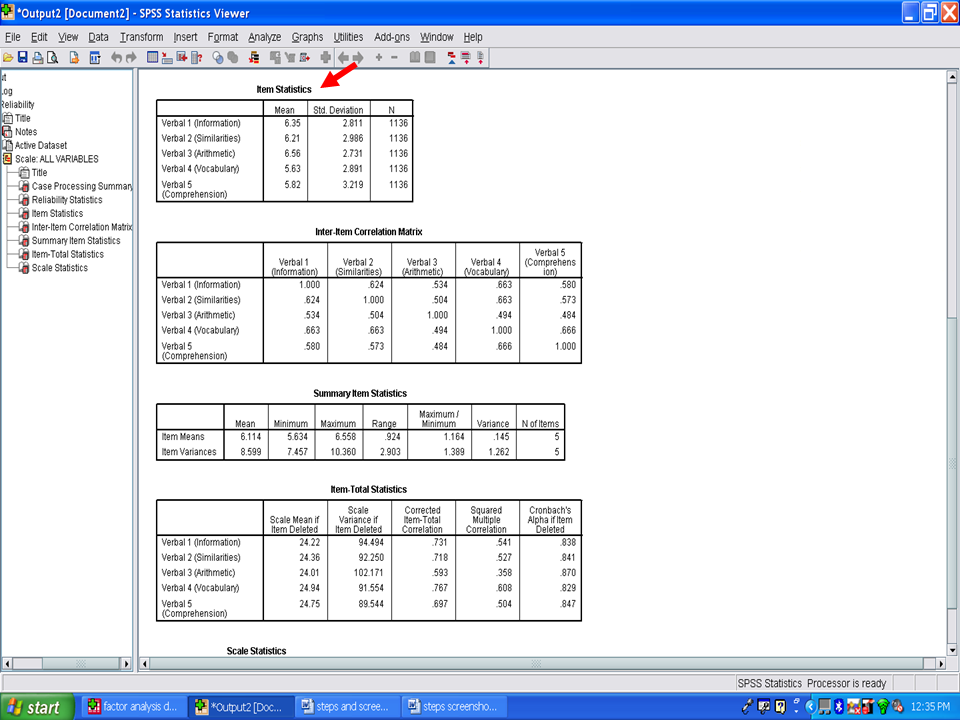 *Output2 [Document2] - SPSS Statistics Viewer
File Edit View Data Transform Insert Format Analyze Graphs Utilities Add-ons Window Help
Reliability
Title
Notes
Active Dataset
Scale: ALL VARIABLES
Title
Case Processing Summary
Reliability Statistics
Item Statistics
Inter-Item Correlation Matrix
Summary Item Statistics
Item-Total Statistics
Scale Statistics
Item Statistics
Mean Std. Deviation N
Verbal 1 (Information) 6.35 2.811 1136
Verbal 2 (Similarities) 6.21 2.986 1136
Verbal 3 (Arithmetic) 6.56 2.731 1136
Verbal 4 (Vocabulary) 5.63 2.891 1136
Verbal 5 5.82 3.219 1136
(Comprehension)
Inter-Item Correlation Matrix
Verbal 5
Verbal 1 Verbal 2 Verbal 3 Verbal 4 (Comprehens
(Information) (Similarities) (Arithmetic) (Vocabulary) ion)
Verbal 1 (Information) 1.000 .624 .534 .663 .580
Verbal 2 (Similarities) .624 1.000 .504 .663 .573
Verbal 3 (Arithmetic) .534 .504 1.000 .494 .484
Verbal 4 (Vocabulary) .663 .663 .494 1.000 .666
Verbal 5 .580 .573 .484 .666 1.000
(Comprehension)
Summary Item Statistics
Maximum /
Mean Minimum Maximum Range Minimum Variance N of Items
Item Means 6.114 5.634 6.558 .924 1.164 .145 5
Item Variances 8.599 7.457 10.360 2.903 1.389 1.262 5
Item-Total Statistics
Scale Corrected Squared Cronbach's
Scale Mean if Variance if Item-Total Multiple Alpha if Item
Item Deleted Item Deleted Correlation Correlation Deleted
Verbal 1 (Information) 24.22 94.494 .731 .541 .838
Verbal 2 (Similarities) 24.36 92.250 .718 .527 .841
Verbal 3 (Arithmetic) 24.01 102.171 .593 .358 .870
Verbal 4 (Vocabulary) 24.94 91.554 .767 .608 .829
Verbal 5 24.75 89.544 .697 .504 .847
(Comprehension)
Scale Statistics
SPSS Statistics Processor is ready
start factor analysis d... *Output2 [Doc... steps and scree... steps screensho... 12:35 PM